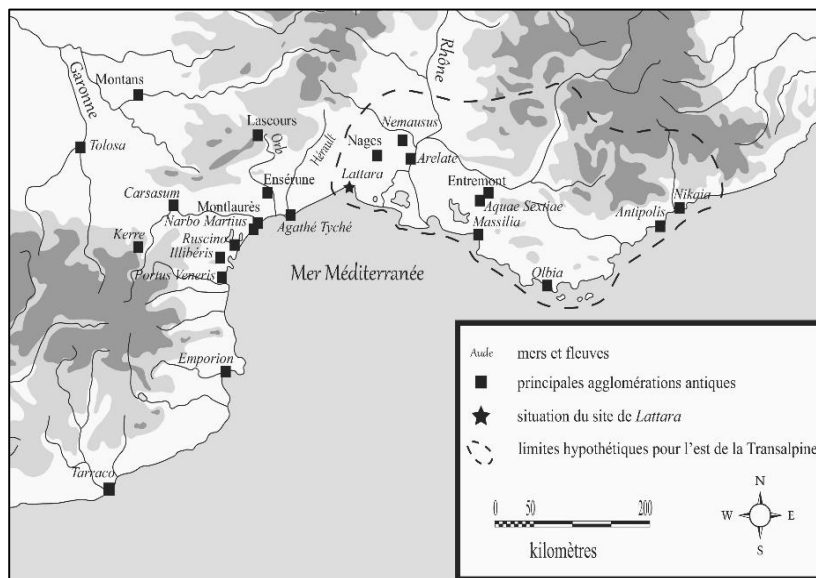 Garonne
Rhône
Montans
Lascours
Orb
Hérault
Nemausus
Nages
Arelate
Tolosa
Lattara
Entremont
Aquae Sextiae
Nikaia
Ensérune
Carsasum
Montlaurès
Narbo Martius
Agathé Tyché
Massilia
Antipolis
Kerre
Ruscino
Illibéris
Portus Veneris
Mer Méditerranée
Olbia
Emporion
Tarraco
Aude mers et fleuves
principales agglomérations antiques
situation du site de Lattara
limites hypothétiques pour l'est de la Transalpine
0 50 200
kilomètres
N
W E
S